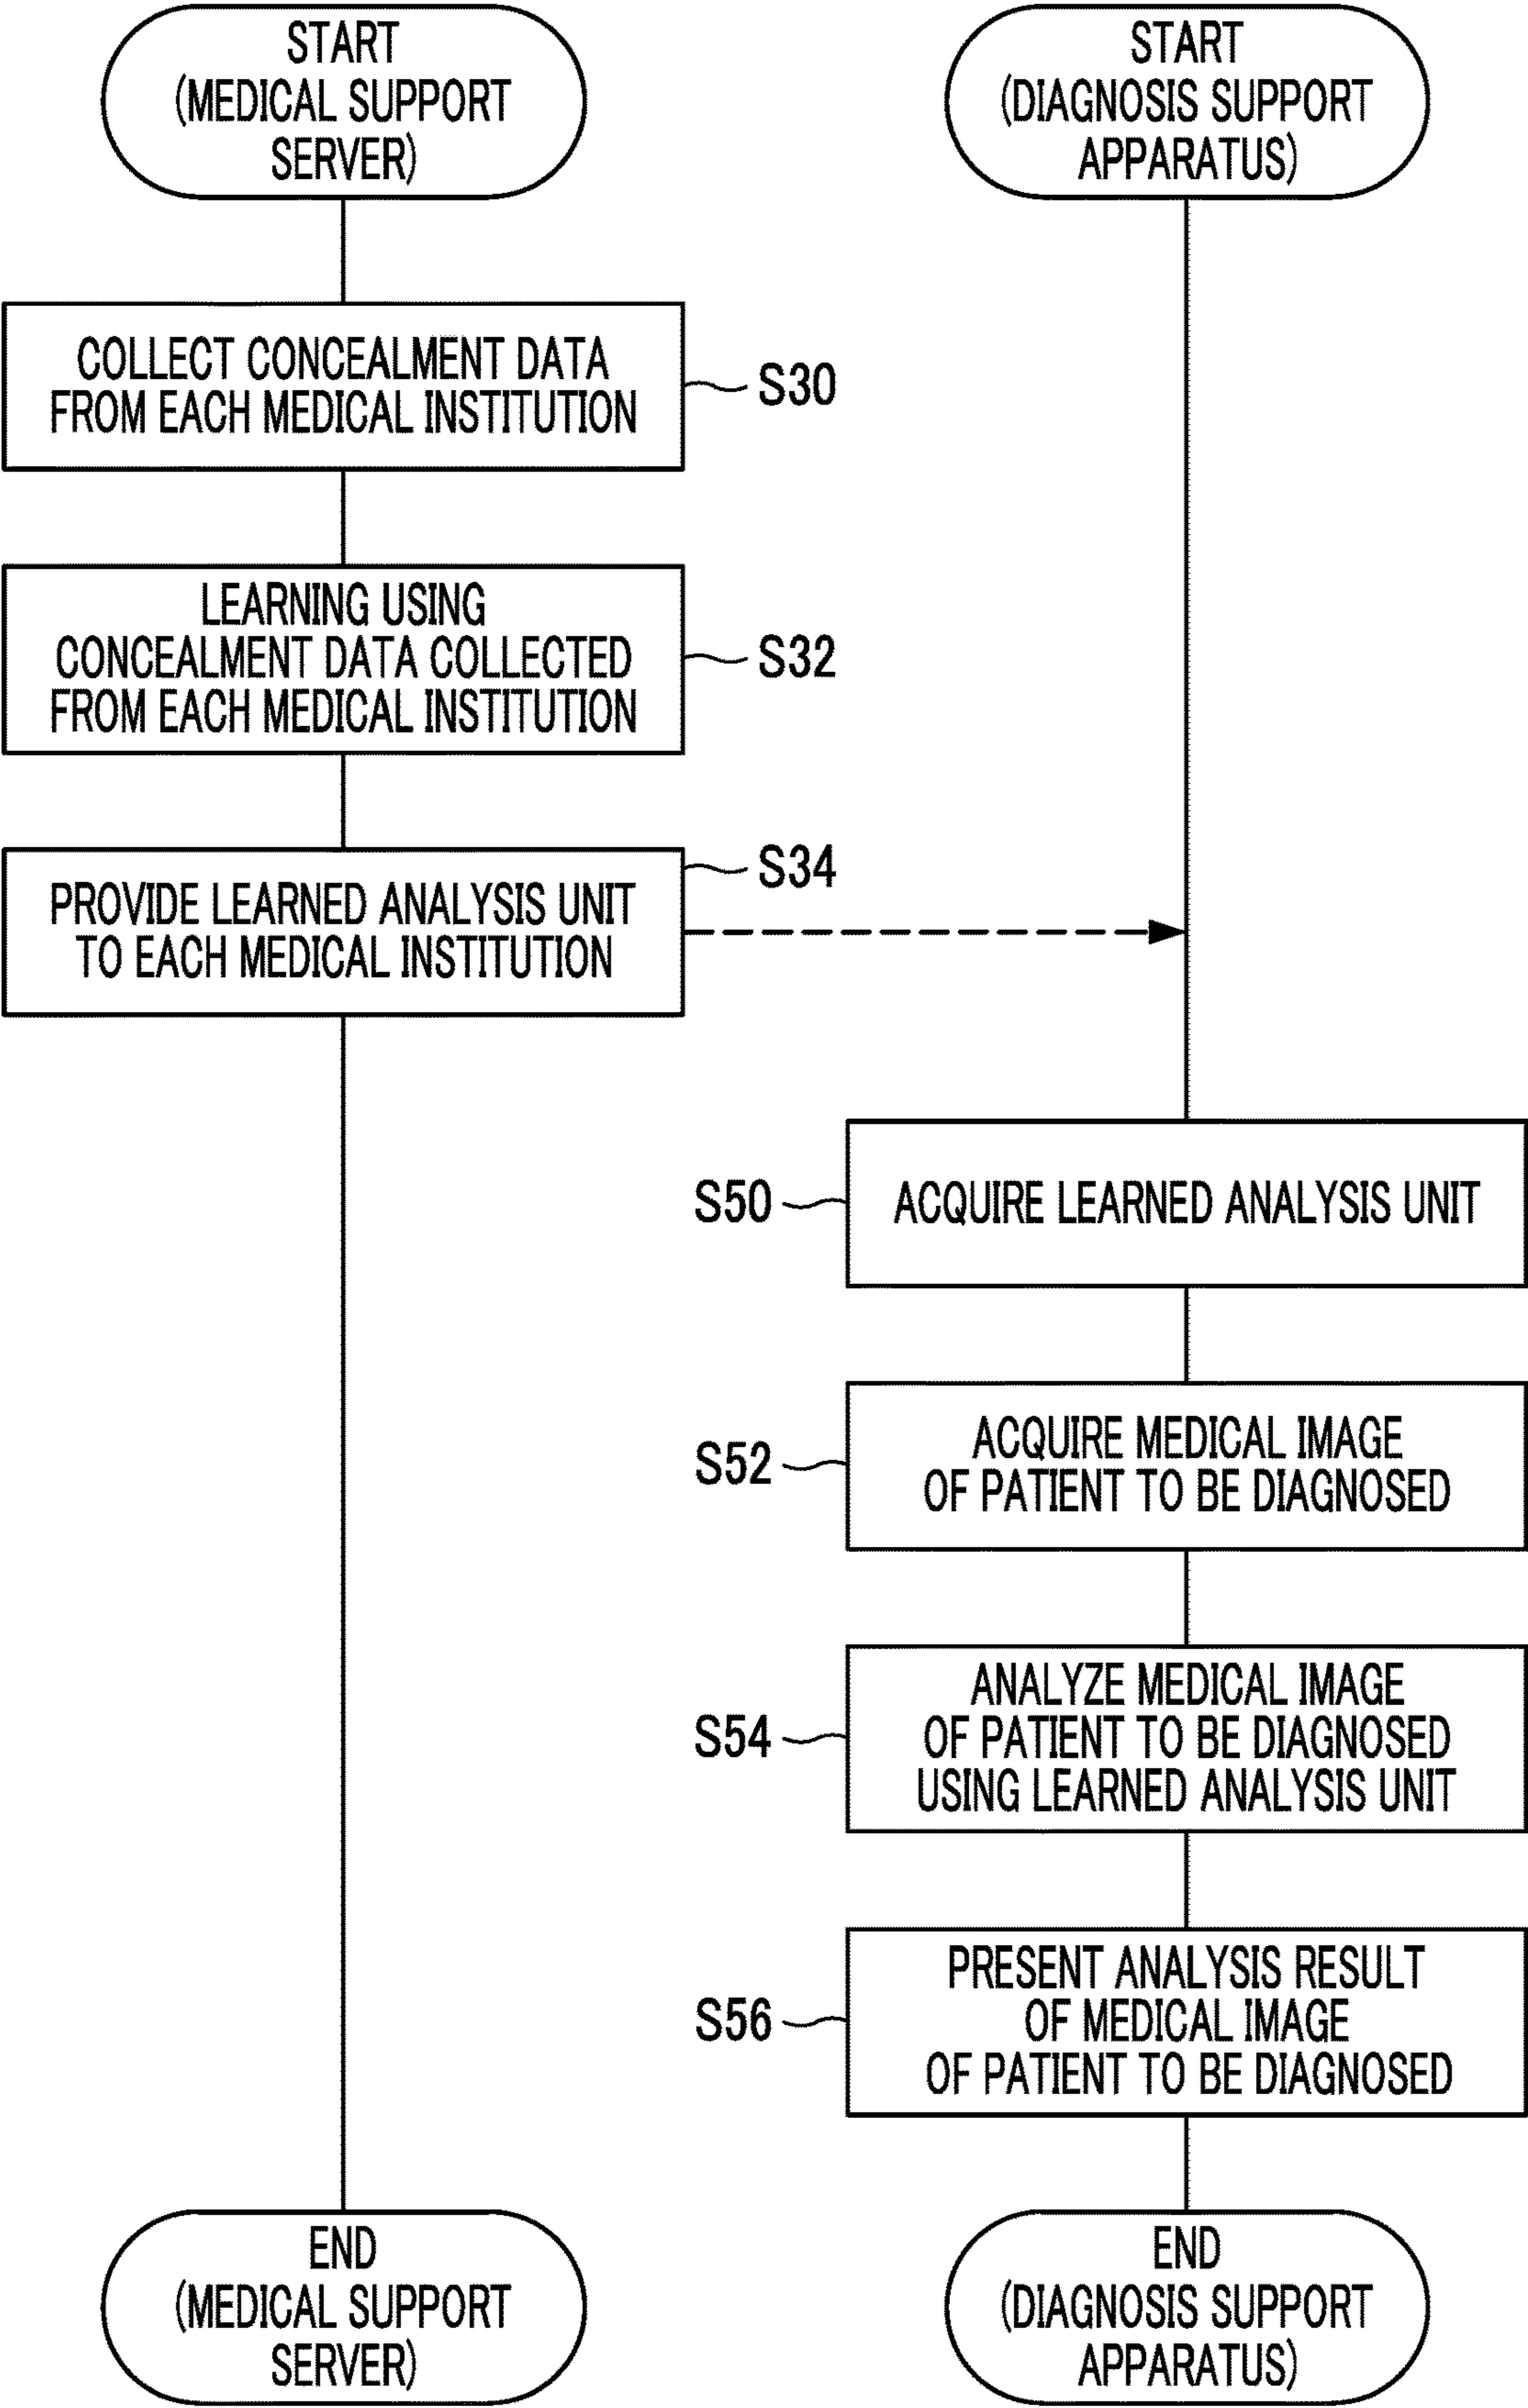 START
(MEDICAL SUPPORT
SERVER)
START
(DIAGNOSIS SUPPORT
APPARATUS)
COLLECT CONCEALMENT DATA
FROM EACH MEDICAL INSTITUTION
S30
LEARNING USING
CONCEALMENT DATA COLLECTED
FROM EACH MEDICAL INSTITUTION
S32
PROVIDE LEARNED ANALYSIS UNIT
TO EACH MEDICAL INSTITUTION
S34
S50
ACQUIRE LEARNED ANALYSIS UNIT
S52
ACQUIRE MEDICAL IMAGE
OF PATIENT TO BE DIAGNOSED
S54
ANALYZE MEDICAL IMAGE
OF PATIENT TO BE DIAGNOSED
USING LEARNED ANALYSIS UNIT
S56
PRESENT ANALYSIS RESULT
OF MEDICAL IMAGE
OF PATIENT TO BE DIAGNOSED
END
(MEDICAL SUPPORT
SERVER)
END
(DIAGNOSIS SUPPORT
APPARATUS)